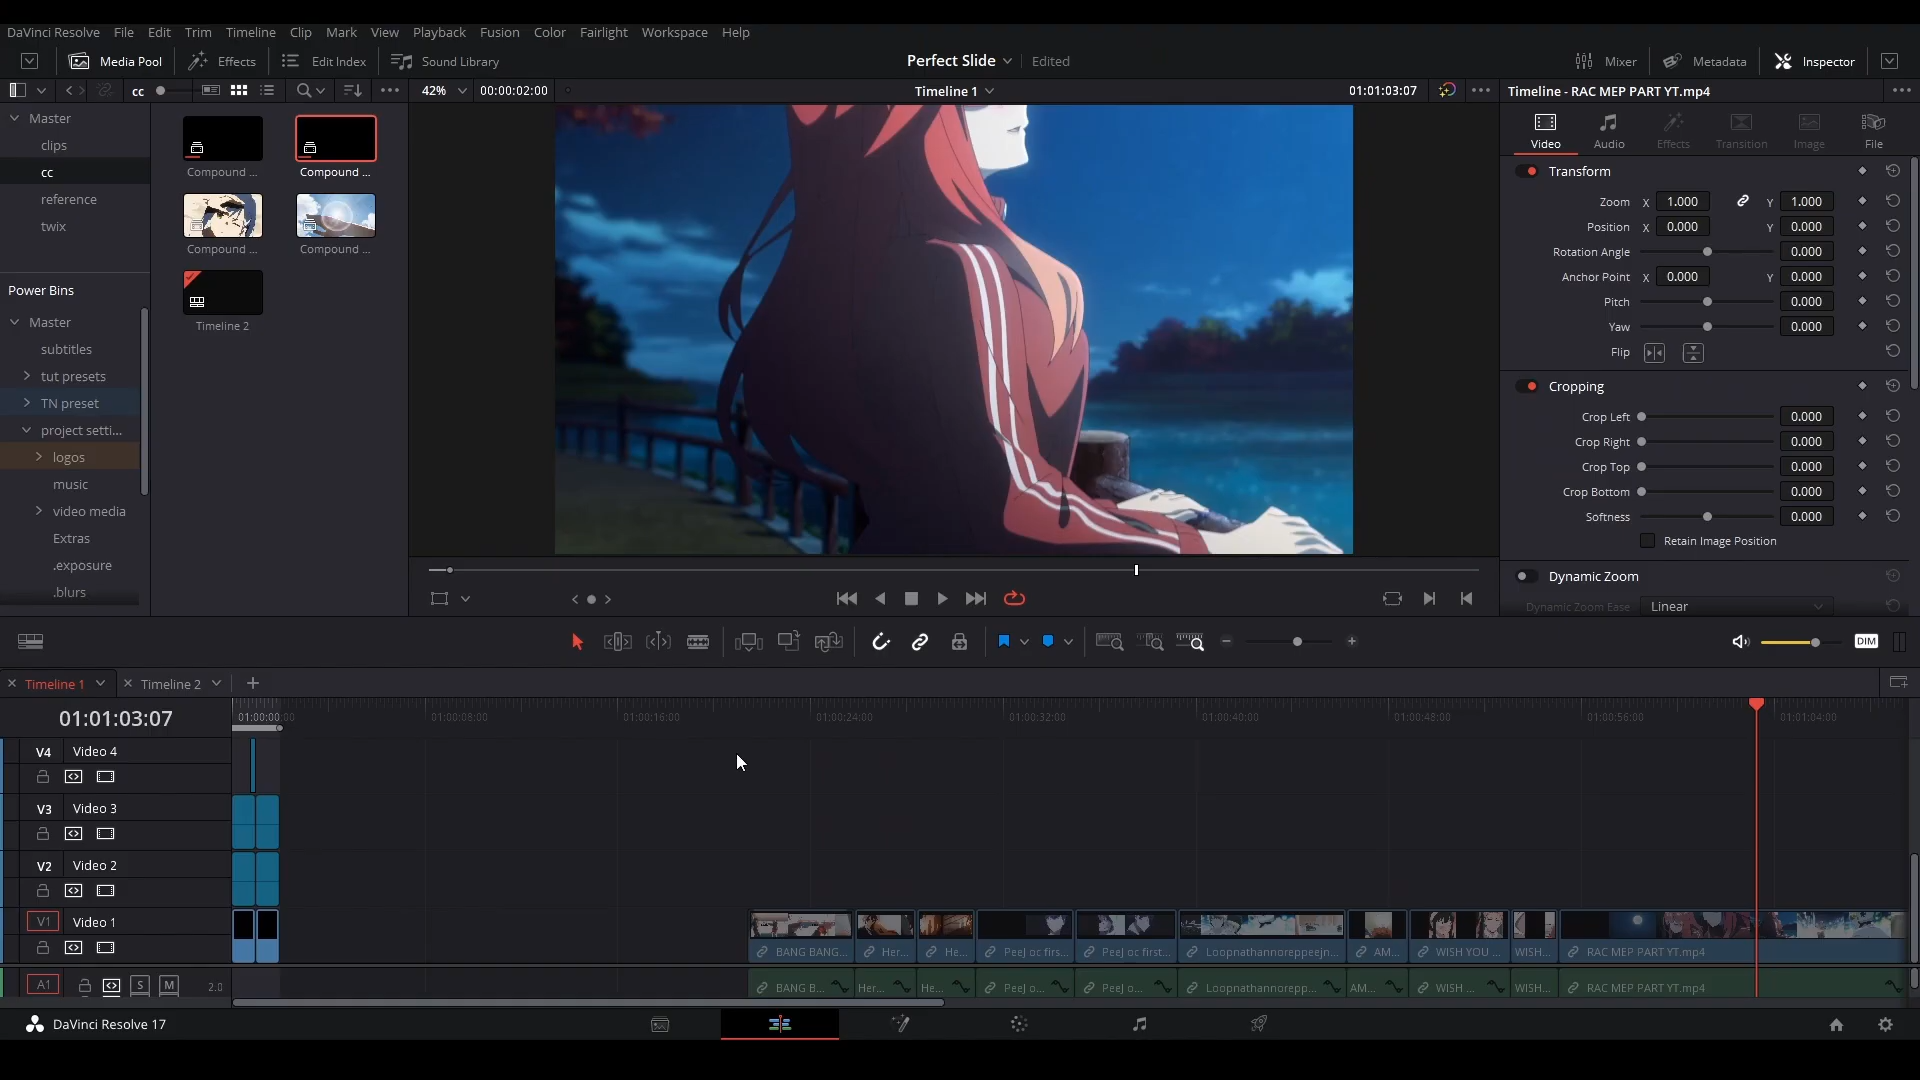 DaVinci Resolve File Edit Trim Timeline Clip Mark View Playback Fusion Color Fairlight Workspace Help
Media Pool Effects Edit Index Sound Library Perfect Slide Edited Mixer Metadata Inspector
cc 42% 00:00:02:00 Timeline 1 01:01:03:07 Timeline - RAC MEP PART YT.mp4
Master
clips
cc
reference
twix
Power Bins
Master
subtitles
tut presets
TN preset
project setti...
logos
music
video media
Extras
.exposure
.blurs
Compound ... Compound ...
Compound ... Compound ...
Timeline 2
Video Audio Effects Transition Image File
Transform
Zoom X 1.000 Y 1.000
Position X 0.000 Y 0.000
Rotation Angle 0.000
Anchor Point X 0.000 Y 0.000
Pitch 0.000
Yaw 0.000
Flip
Cropping
Crop Left 0.000
Crop Right 0.000
Crop Top 0.000
Crop Bottom 0.000
Softness 0.000
Retain Image Position
Dynamic Zoom
Dynamic Zoom Ease Linear
DIM
Timeline 1 Timeline 2
01:01:03:07 01:00:00:00 01:00:08:00 01:00:16:00 01:00:24:00 01:00:32:00 01:00:40:00 01:00:48:00 01:00:56:00 01:01:04:00
V4 Video 4
V3 Video 3
V2 Video 2
V1 Video 1
BANG BANG... Her... He... PeeJ oc firs... PeeJ oc first... Loopnathannoreppeejn... AM... WISH YOU ... WISH... RAC MEP PART YT.mp4
A1 S M 2.0 BANG B... Her... He... PeeJ o... PeeJ o... Loopnathannorepp... AM... WISH ... WISH... RAC MEP PART YT.mp4
DaVinci Resolve 17